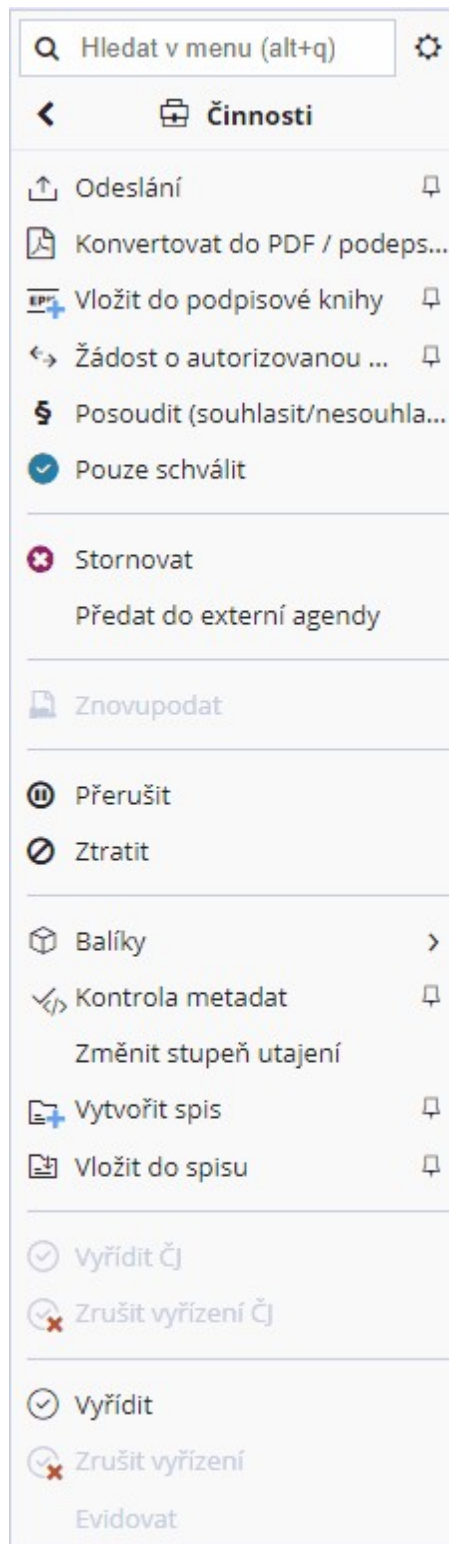 Hledat v menu (alt+q)
Činnosti
Odeslání
Konvertovat do PDF / podeps...
EPK Vložit do podpisové knihy
Žádost o autorizovanou ...
§ Posoudit (souhlasit/nesouhla...
Pouze schválit
Stornovat
Předat do externí agendy
Znovupodat
Přerušit
Ztratit
Balíky
Kontrola metadat
Změnit stupeň utajení
Vytvořit spis
Vložit do spisu
Vyřídit ČJ
Zrušit vyřízení ČJ
Vyřídit
Zrušit vyřízení
Evidovat